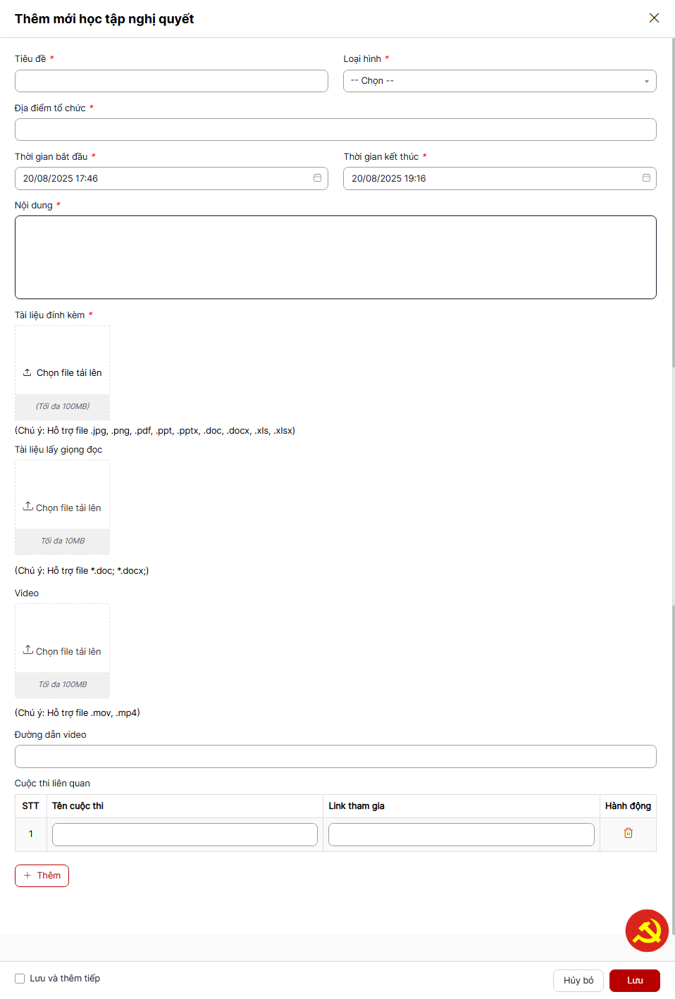 Thêm mới học tập nghị quyết
Tiêu đề *
Loại hình *
-- Chọn --
Địa điểm tổ chức *
Thời gian bắt đầu *
Thời gian kết thúc *
20/08/2025 17:46
20/08/2025 19:16
Nội dung *
Tài liệu đính kèm *
Chọn file tải lên
(Tối đa 100MB)
(Chú ý: Hỗ trợ file .jpg, .png, .pdf, .ppt, .pptx, .doc, .docx, .xls, .xlsx)
Tài liệu lấy giọng đọc
Chọn file tải lên
Tối đa 10MB
(Chú ý: Hỗ trợ file *.doc; *.docx;)
Video
Chọn file tải lên
Tối đa 100MB
(Chú ý: Hỗ trợ file .mov, .mp4)
Đường dẫn video
Cuộc thi liên quan
STT Tên cuộc thi Link tham gia Hành động
1
+ Thêm
Lưu và thêm tiếp
Hủy bỏ
Lưu